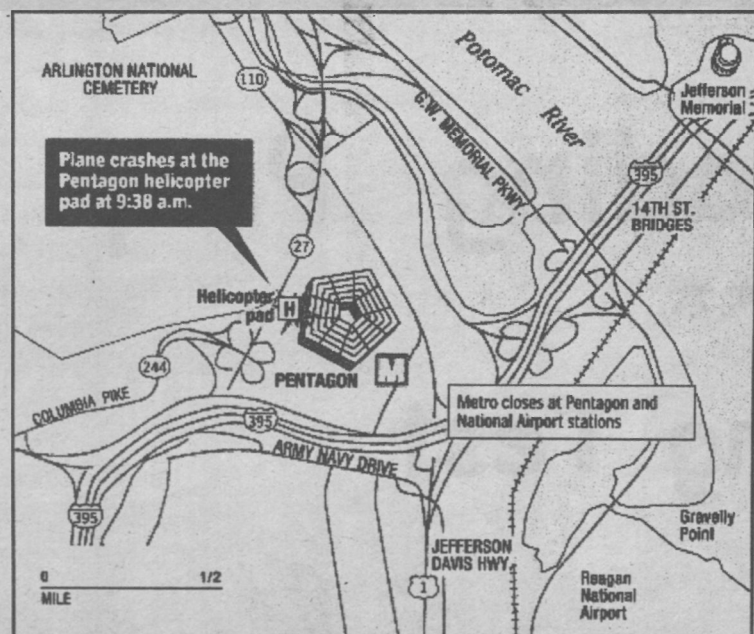 ARLINGTON NATIONAL
CEMETERY
110
Potomac River
G.W. MEMORIAL PKWY.
Jefferson
Memorial
395
14TH ST.
BRIDGES
Plane crashes at the
Pentagon helicopter
pad at 9:38 a.m.
27
Helicopter
pad
H
PENTAGON
M
244
COLUMBIA PIKE
395
ARMY NAVY DRIVE
Metro closes at Pentagon and
National Airport stations
395
JEFFERSON
DAVIS HWY.
1
Gravelly
Point
Reagan
National
Airport
0 1/2
MILE